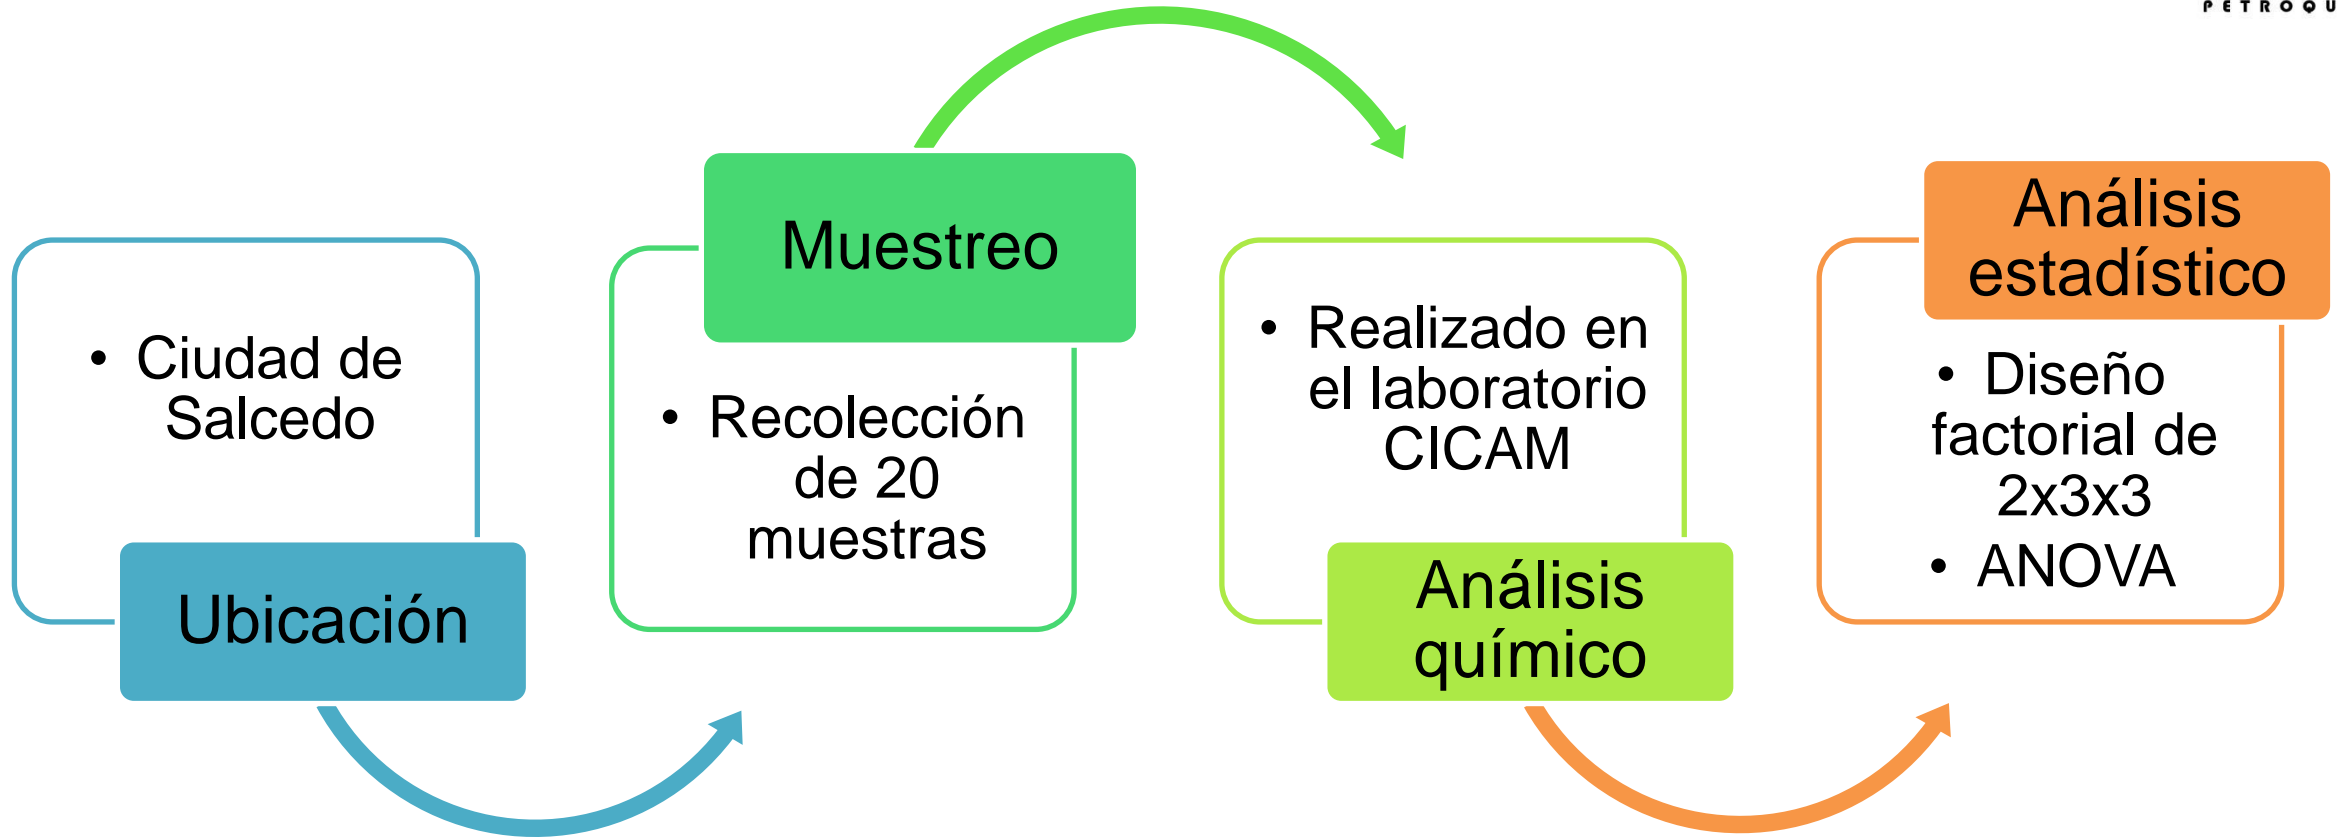 PETROQU
• Ciudad de
Salcedo
Ubicación
Muestreo
• Recolección
de 20
muestras
• Realizado en
el laboratorio
CICAM
Análisis
químico
Análisis
estadístico
• Diseño
factorial de
2x3x3
• ANOVA